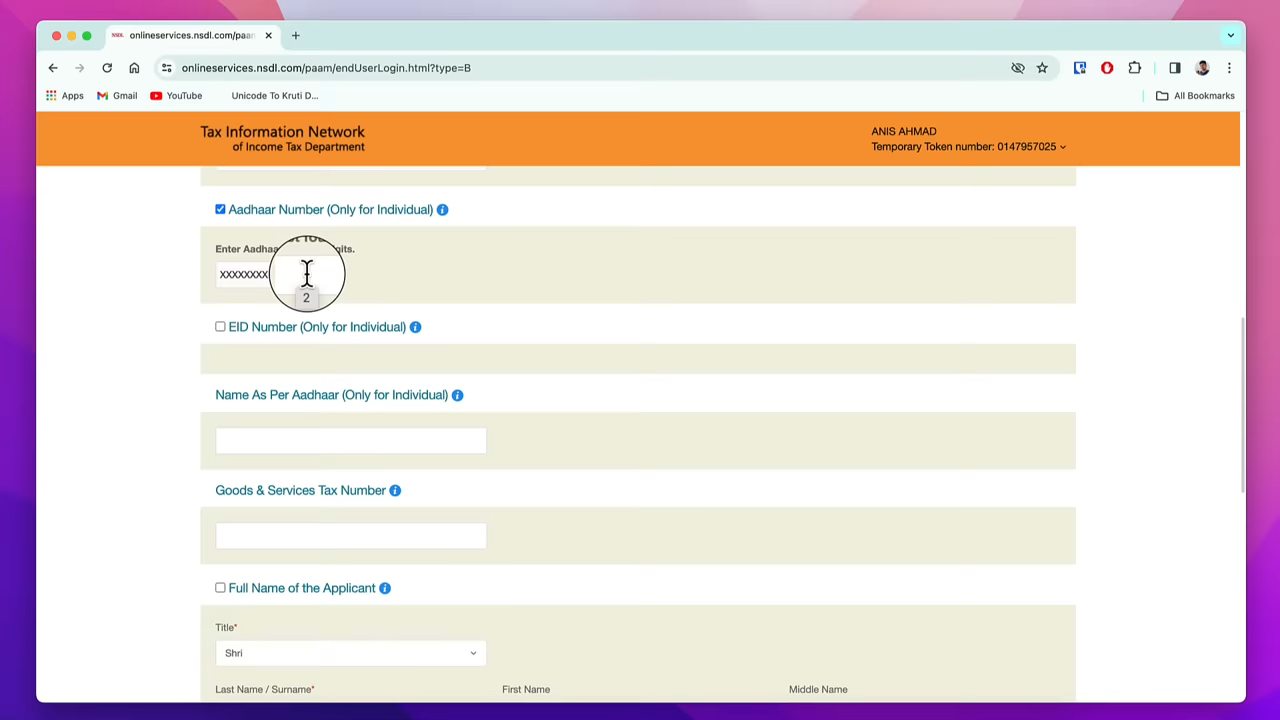 onlineservices.nsdl.com/paan
onlineservices.nsdl.com/paam/endUserLogin.html?type=B
Apps
Gmail
YouTube
Unicode To Kruti D...
All Bookmarks
Tax Information Network
of Income Tax Department
ANIS AHMAD
Temporary Token number: 0147957025
Aadhaar Number (Only for Individual)
Enter
XXXXXXXX
2
EID Number (Only for Individual)
Name As Per Aadhaar (Only for Individual)
Goods & Services Tax Number
Full Name of the Applicant
Title*
Shri
Last Name / Surname* First Name Middle Name